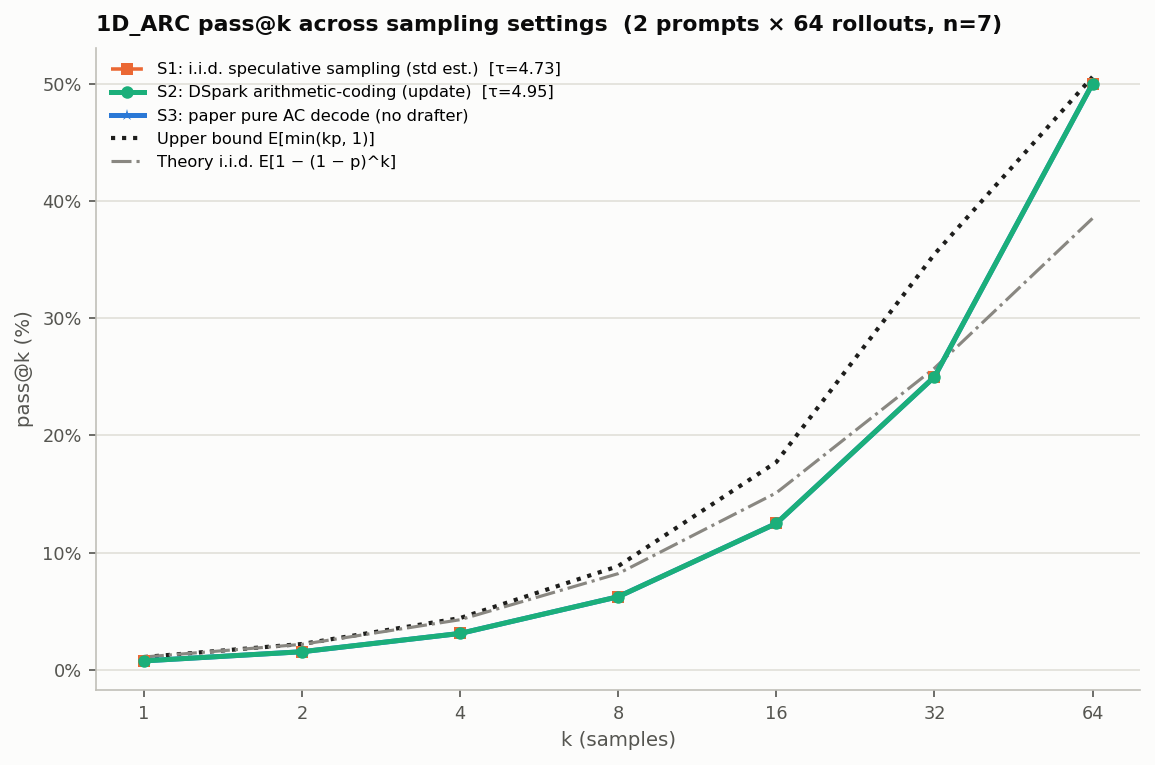 1D_ARC pass@k across sampling settings  (2 prompts × 64 rollouts, n=7)
S1: i.i.d. speculative sampling (std est.)  [τ=4.73]
S2: DSpark arithmetic-coding (update)  [τ=4.95]
S3: paper pure AC decode (no drafter)
Upper bound E[min(kp, 1)]
Theory i.i.d. E[1 − (1 − p)^k]
50%
40%
30%
20%
10%
0%
pass@k (%)
1 2 4 8 16 32 64
k (samples)